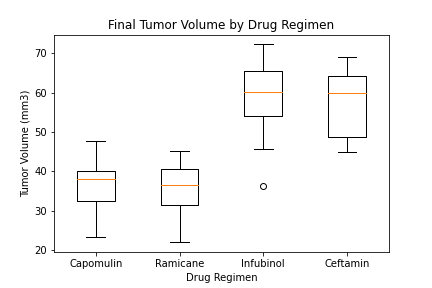 Final Tumor Volume by Drug Regimen
Tumor Volume (mm3)
70
60
50
40
30
20
Capomulin Ramicane Infubinol Ceftamin
Drug Regimen